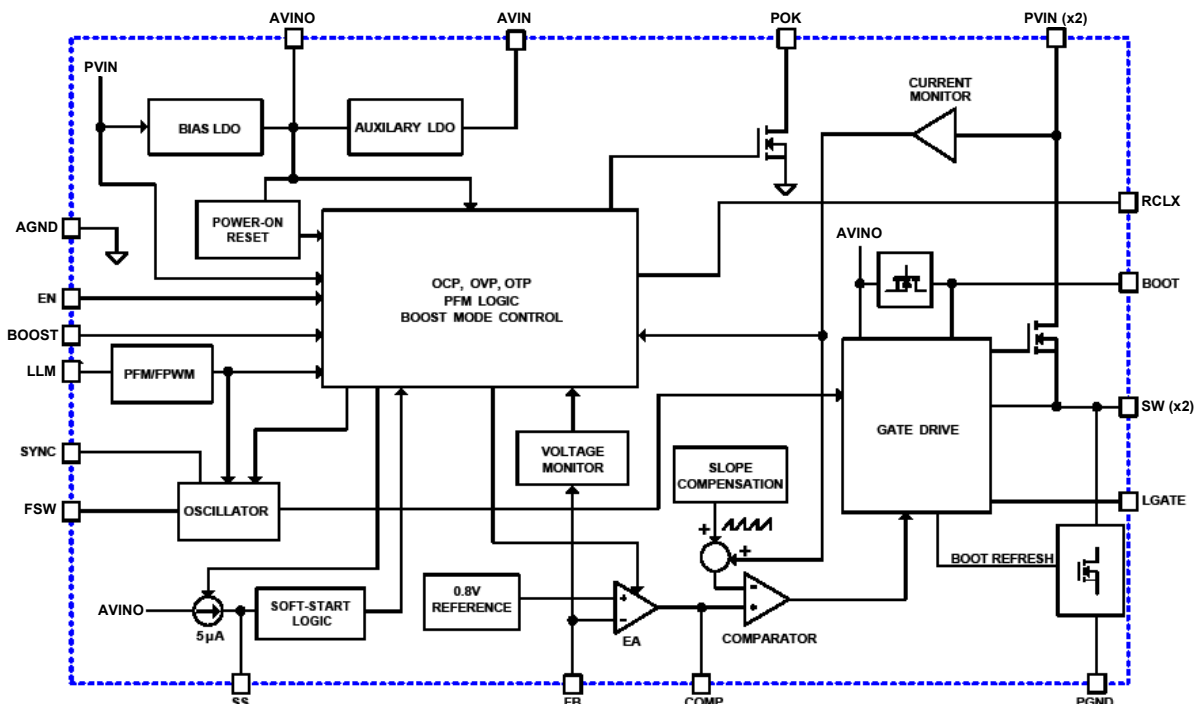 AVINO
AVIN
POK
PVIN (x2)
PVIN
BIAS LDO
AUXILARY LDO
CURRENT
MONITOR
AGND
POWER-ON
RESET
RCLX
AVINO
OCP, OVP, OTP
PFM LOGIC
BOOST MODE CONTROL
BOOT
EN
BOOST
LLM
PFM/FPWM
SW (x2)
GATE DRIVE
SYNC
VOLTAGE
MONITOR
SLOPE
COMPENSATION
FSW
OSCILLATOR
LGATE
+
+
BOOT REFRESH
AVINO
5µA
SOFT-START
LOGIC
0.8V
REFERENCE
+
−
EA
−
+
COMPARATOR
SS
FB
COMP
PGND